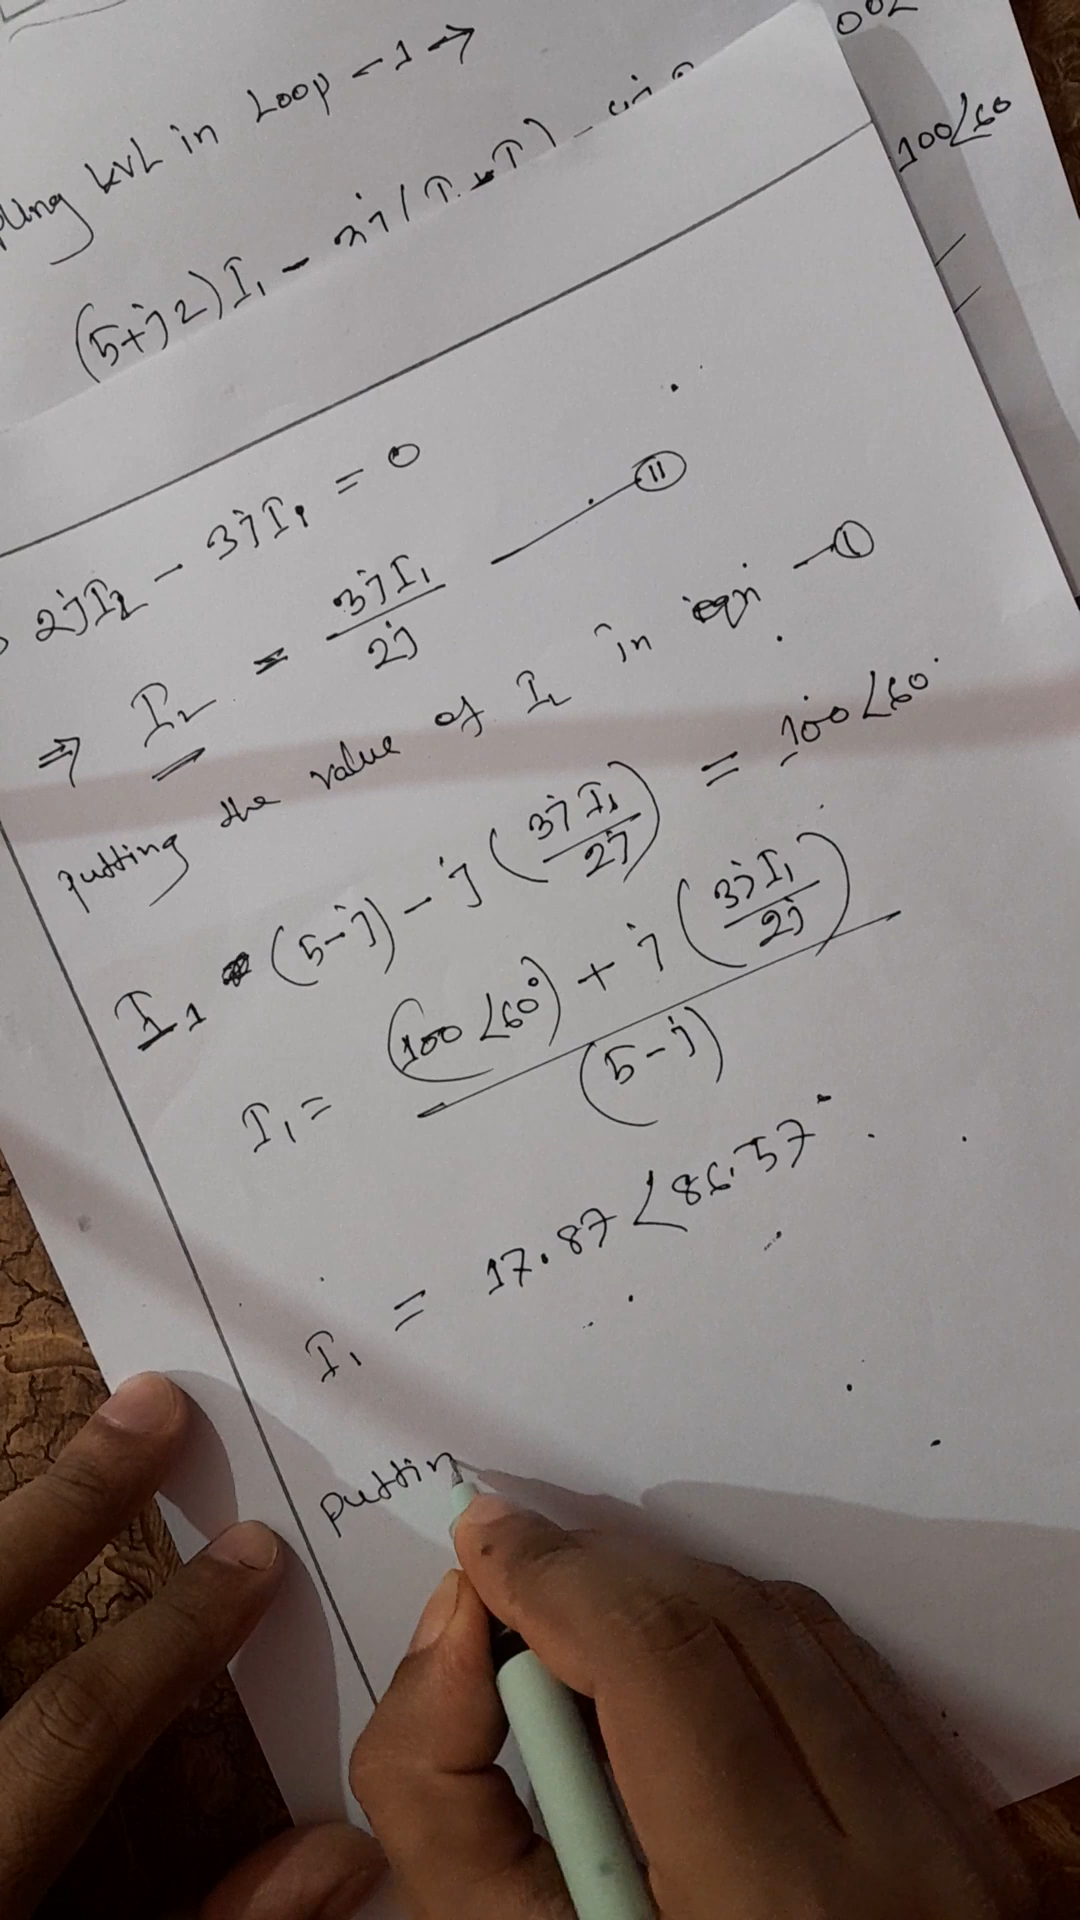 KVL in Loop - 1 →
(5+j2)I₁ - 3j(
100∠60
2jI₂ - 3jI₁ = 0
⇒ I₂ = 3jI₁/2j —— (II)
putting the value of I₂ in eqn —(I)
I₁ (5-j) - j(3jI₁/2j) = 100∠60°
I₁ = (100∠60°) + j(3jI₁/2j) / (5-j)
I₁ = 17.87∠86.57°
puttin